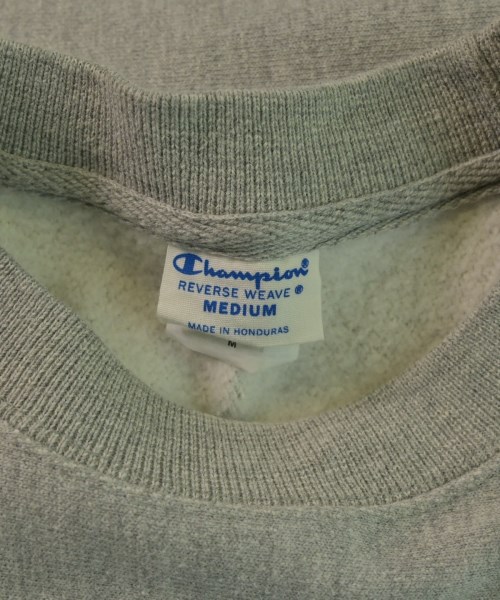 Champion®
REVERSE WEAVE ®
MEDIUM
MADE IN HONDURAS
M